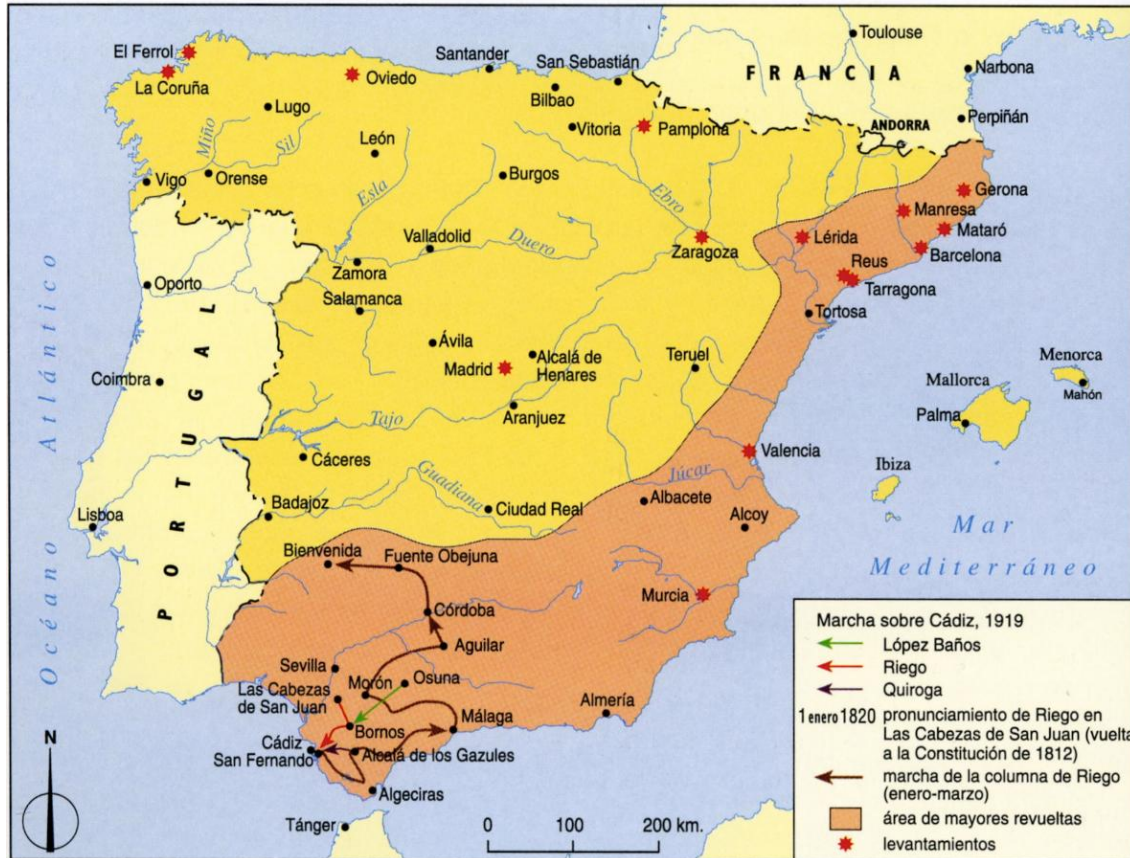 El Ferrol
La Coruña
Oviedo
Santander
San Sebastián
Bilbao
Toulouse
FRANCIA
Narbona
Lugo
Vitoria
Pamplona
ANDORRA
Perpiñán
Miño
Sil
León
Vigo
Orense
Esla
Burgos
Ebro
Gerona
Manresa
Mataró
Valladolid
Duero
Zaragoza
Lérida
Barcelona
Zamora
Reus
Tarragona
Oporto
Salamanca
Tortosa
Océano Atlántico
PORTUGAL
Ávila
Alcalá de
Henares
Madrid
Teruel
Menorca
Mahón
Mallorca
Palma
Coimbra
Aranjuez
Tajo
Cáceres
Valencia
Ibiza
Guadiana
Júcar
Badajoz
Ciudad Real
Albacete
Lisboa
Alcoy
Mar
Mediterráneo
Bienvenida
Fuente Obejuna
Murcia
Córdoba
Aguilar
Sevilla
Morón
Osuna
Las Cabezas
de San Juan
Almería
Málaga
Bornos
Cádiz
San Fernando
Alcalá de los Gazules
Algeciras
Tánger
N
0 100 200 km.
Marcha sobre Cádiz, 1919
López Baños
Riego
Quiroga
1 enero 1820 pronunciamiento de Riego en
Las Cabezas de San Juan (vuelta
a la Constitución de 1812)
marcha de la columna de Riego
(enero-marzo)
área de mayores revueltas
levantamientos